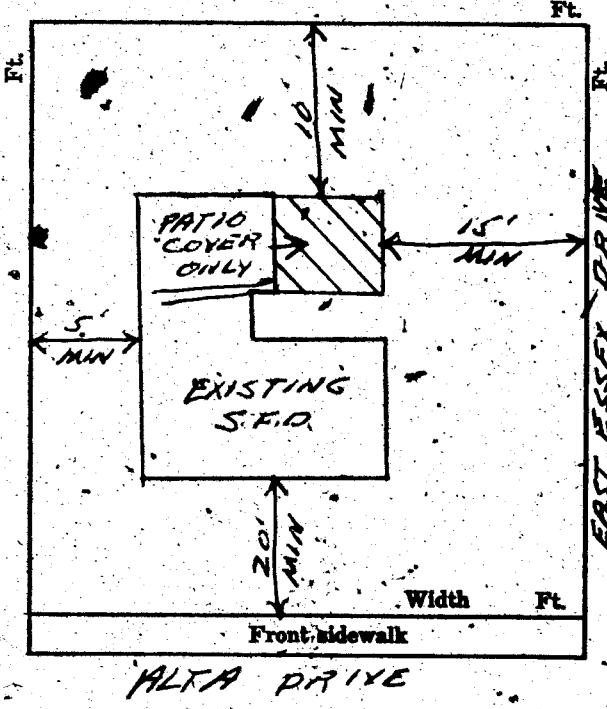 Ft.
Ft.
Ft.
10'
MIN
PATIO
COVER
ONLY
15'
MIN
5'
MIN
EXISTING
S.F.D.
20'
MIN
EAST ESSEX DRIVE
Width Ft.
Front sidewalk
ALTA DRIVE